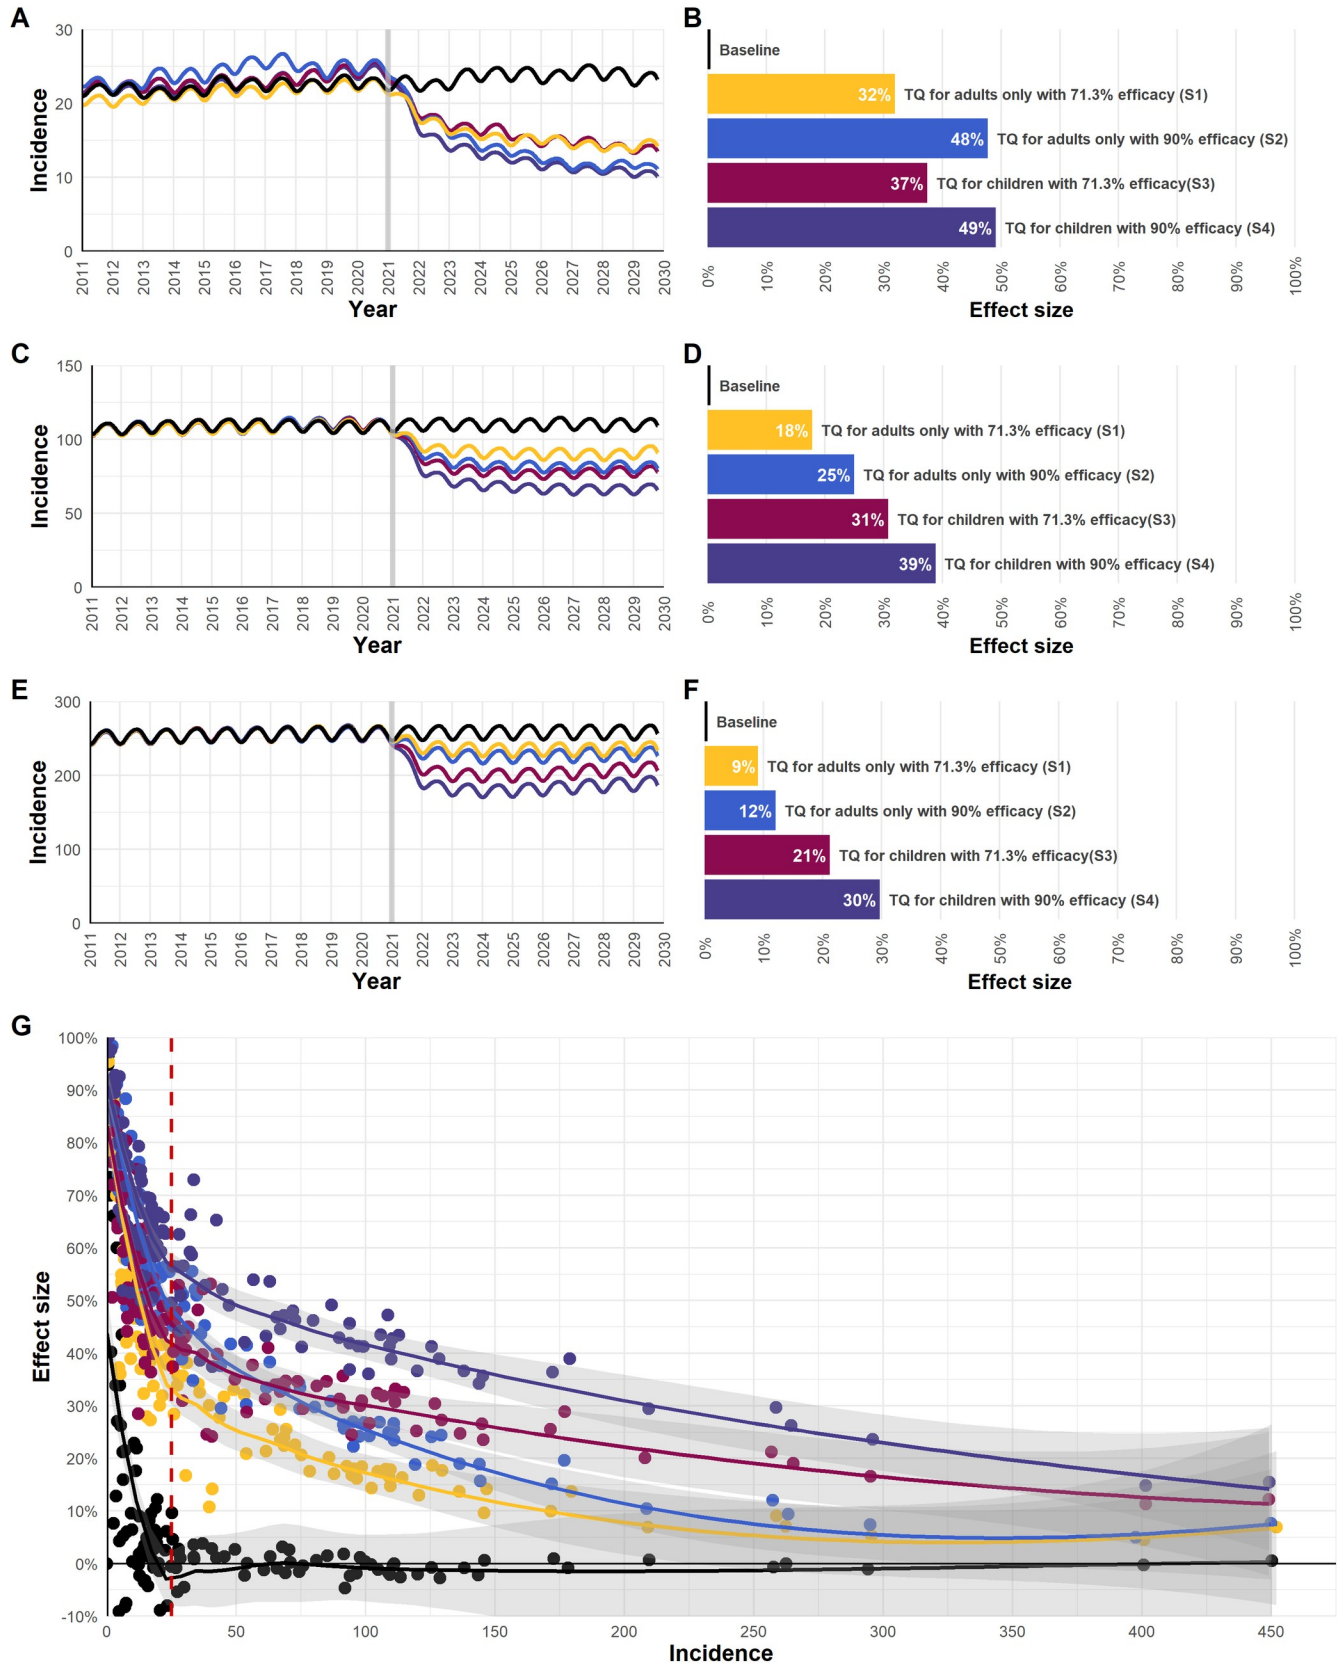 A
Incidence
30
20
10
0
2011 2012 2013 2014 2015 2016 2017 2018 2019 2020 2021 2022 2023 2024 2025 2026 2027 2028 2029 2030
Year
B
Baseline
32% TQ for adults only with 71.3% efficacy (S1)
48% TQ for adults only with 90% efficacy (S2)
37% TQ for children with 71.3% efficacy(S3)
49% TQ for children with 90% efficacy (S4)
0% 10% 20% 30% 40% 50% 60% 70% 80% 90% 100%
Effect size
C
Incidence
150
100
50
0
2011 2012 2013 2014 2015 2016 2017 2018 2019 2020 2021 2022 2023 2024 2025 2026 2027 2028 2029 2030
Year
D
Baseline
18% TQ for adults only with 71.3% efficacy (S1)
25% TQ for adults only with 90% efficacy (S2)
31% TQ for children with 71.3% efficacy(S3)
39% TQ for children with 90% efficacy (S4)
0% 10% 20% 30% 40% 50% 60% 70% 80% 90% 100%
Effect size
E
Incidence
300
200
100
0
2011 2012 2013 2014 2015 2016 2017 2018 2019 2020 2021 2022 2023 2024 2025 2026 2027 2028 2029 2030
Year
F
Baseline
9% TQ for adults only with 71.3% efficacy (S1)
12% TQ for adults only with 90% efficacy (S2)
21% TQ for children with 71.3% efficacy(S3)
30% TQ for children with 90% efficacy (S4)
0% 10% 20% 30% 40% 50% 60% 70% 80% 90% 100%
Effect size
G
Effect size
100%
90%
80%
70%
60%
50%
40%
30%
20%
10%
0%
-10%
0 50 100 150 200 250 300 350 400 450
Incidence